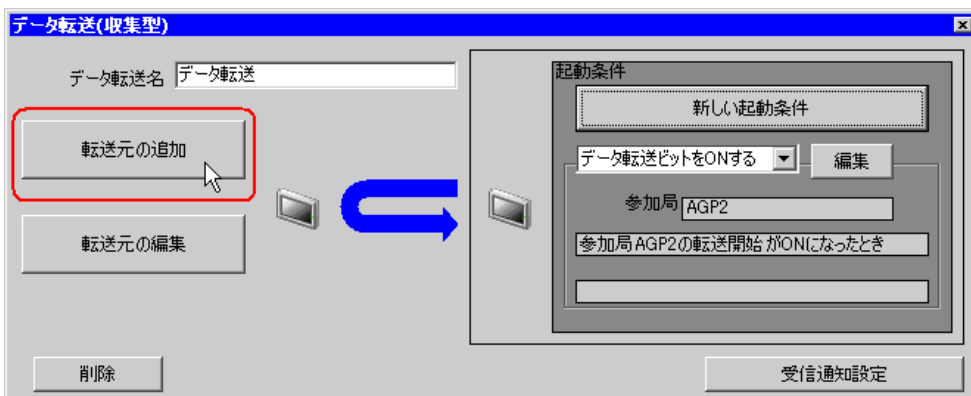 データ転送(収集型)
データ転送名 データ転送
転送元の追加
転送元の編集
起動条件
新しい起動条件
データ転送ビットをONする 編集
参加局 AGP2
参加局AGP2の転送開始 がONになったとき
削除
受信通知設定